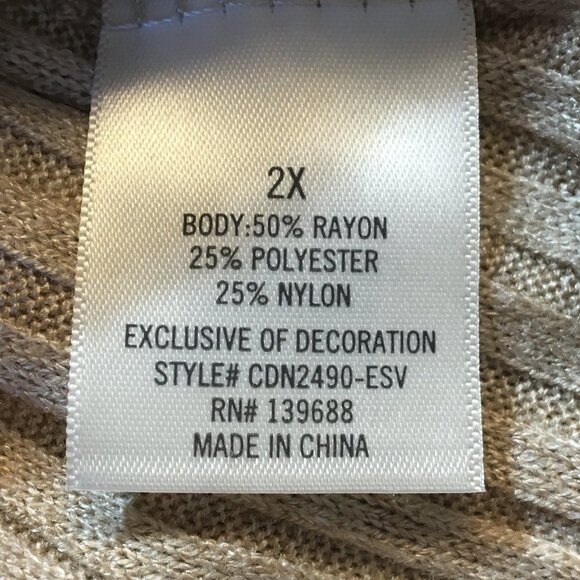 2X
BODY:50% RAYON
25% POLYESTER
25% NYLON
EXCLUSIVE OF DECORATION
STYLE# CDN2490-ESV
RN# 139688
MADE IN CHINA